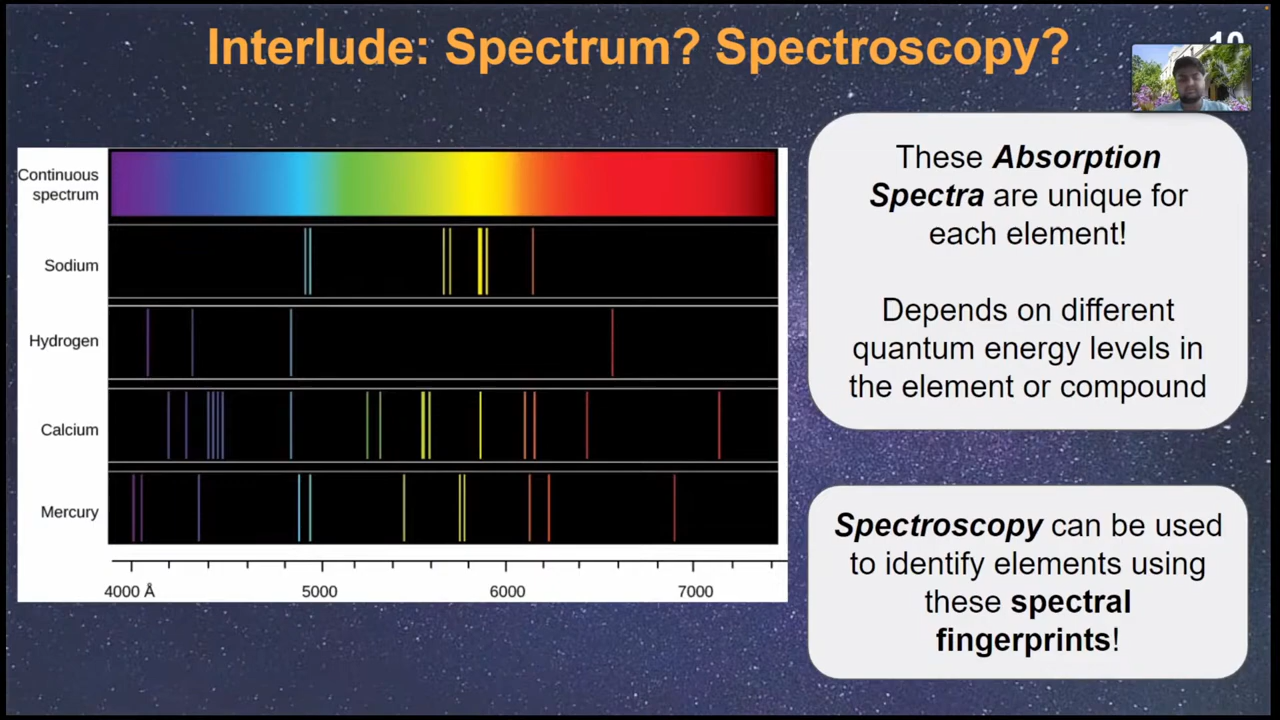 Interlude: Spectrum? Spectroscopy?
Continuous
spectrum
Sodium
Hydrogen
Calcium
Mercury
4000 Å 5000 6000 7000
These Absorption
Spectra are unique for
each element!
Depends on different
quantum energy levels in
the element or compound
Spectroscopy can be used
to identify elements using
these spectral
fingerprints!